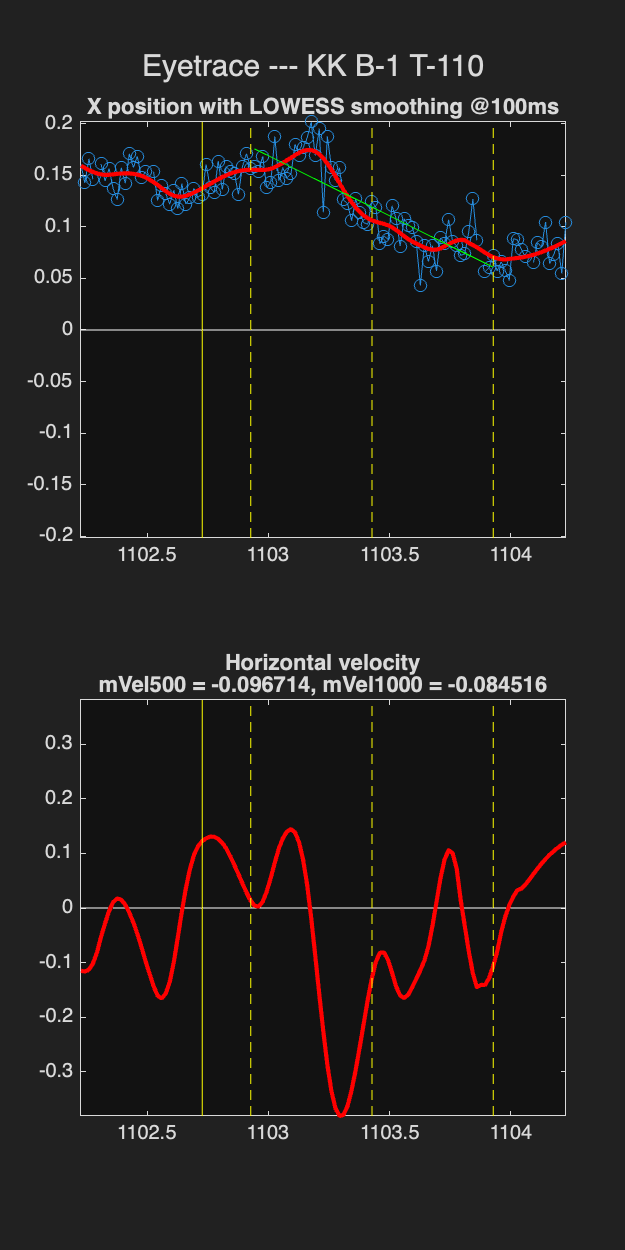 Eyetrace --- KK B-1 T-110
X position with LOWESS smoothing @100ms
0.2
0.15
0.1
0.05
0
-0.05
-0.1
-0.15
-0.2
1102.5 1103 1103.5 1104
Horizontal velocity
mVel500 = -0.096714, mVel1000 = -0.084516
0.3
0.2
0.1
0
-0.1
-0.2
-0.3
1102.5 1103 1103.5 1104